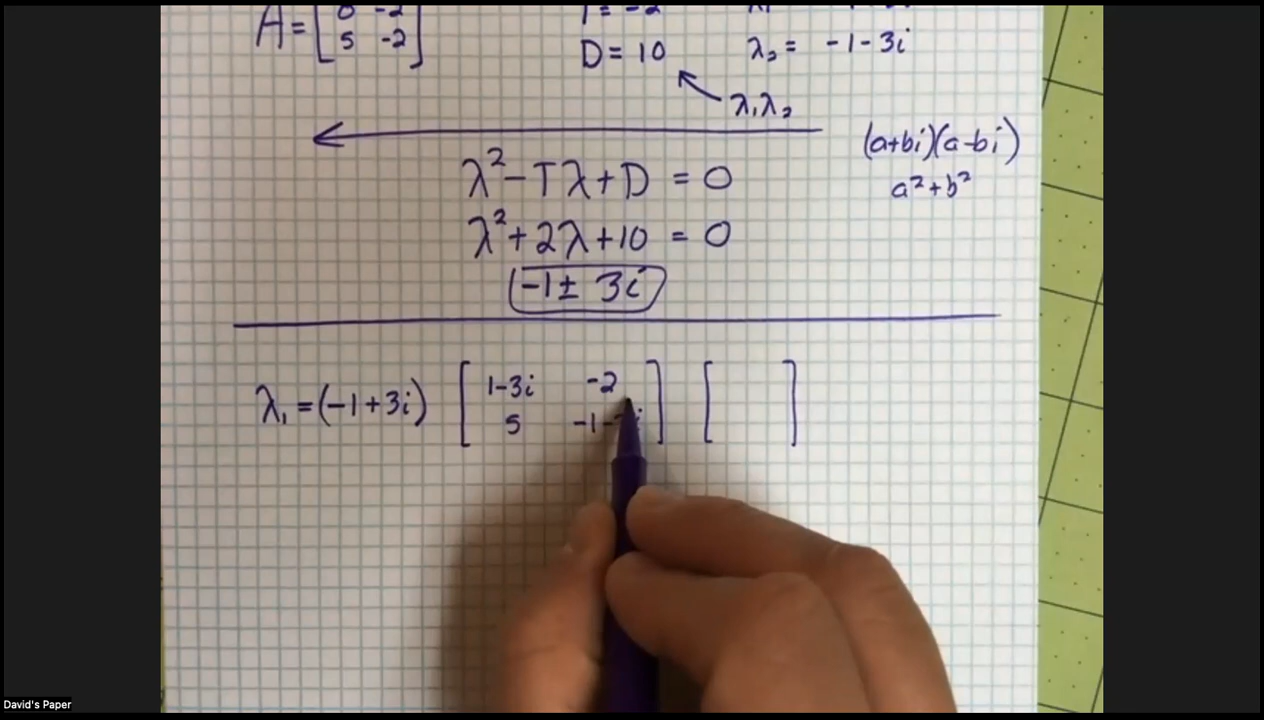 A = [ 0 -2
5 -2 ]
D = 10
λ₂ = -1-3i
λ₁λ₂
(a+bi)(a-bi)
a²+b²
λ² - Tλ + D = 0
λ² + 2λ + 10 = 0
-1 ± 3i
λ₁ = (-1+3i) [ 1-3i -2
5 ] [ ]
David's Paper